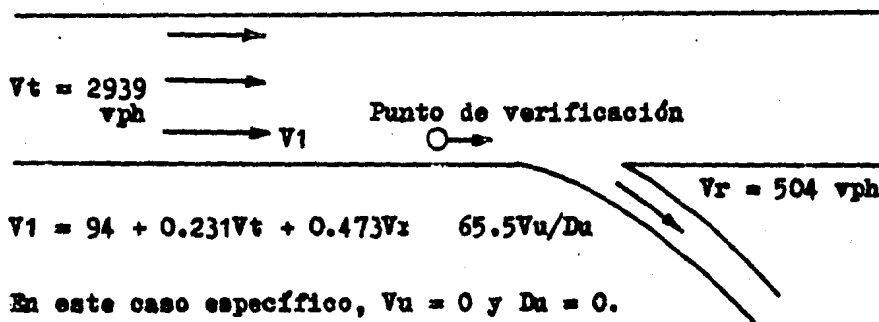 Vt = 2939
vph
V1
Punto de verificación
Vr = 504 vph
V1 = 94 + 0.231Vt + 0.473Vr 65.5Vu/Du
En este caso específico, Vu = 0 y Du = 0.